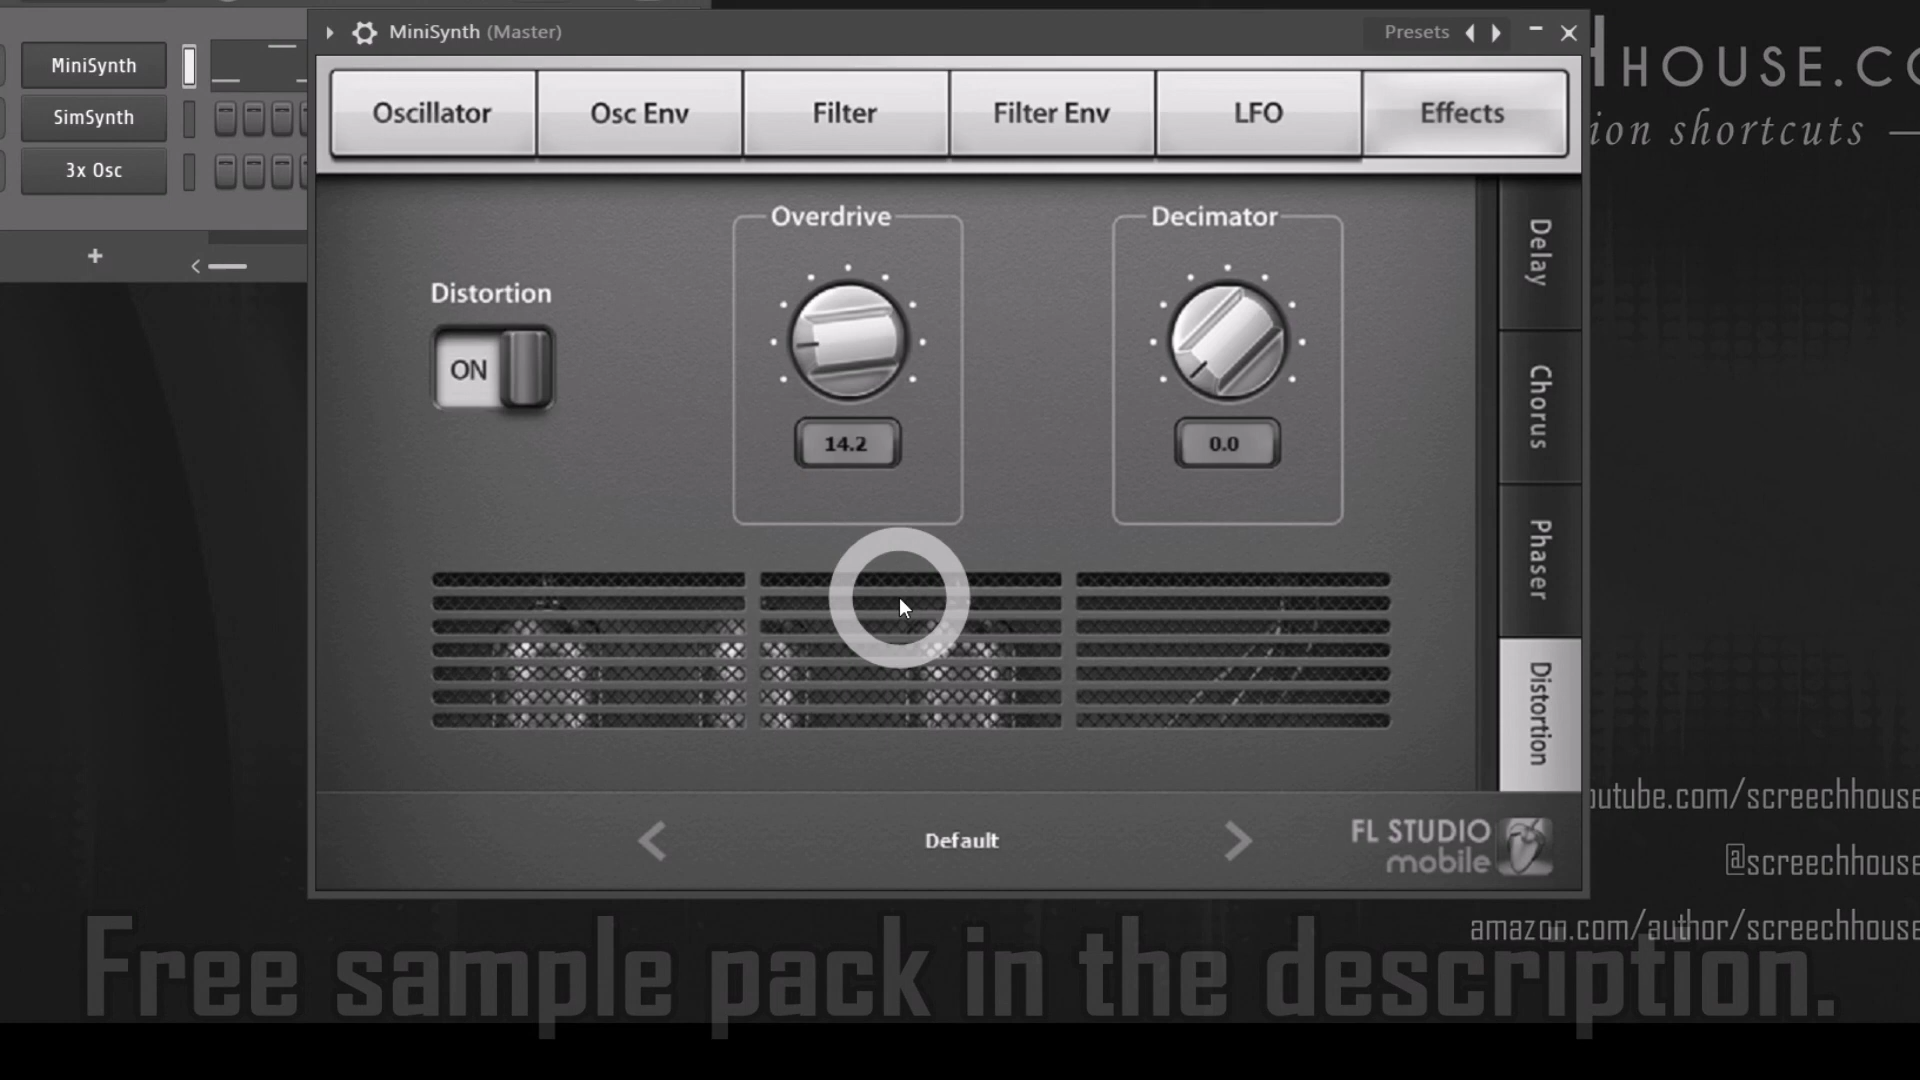 MiniSynth (Master)
Presets
MiniSynth
SimSynth
3x Osc
+
Oscillator
Osc Env
Filter
Filter Env
LFO
Effects
HOUSE.CO
ion shortcuts —
Overdrive
Decimator
Distortion
ON
14.2
0.0
Delay
Chorus
Phaser
Distortion
Default
FL STUDIO
mobile
outube.com/screechhouse
@screechhouse
amazon.com/author/screechhouse
Free sample pack in the description.